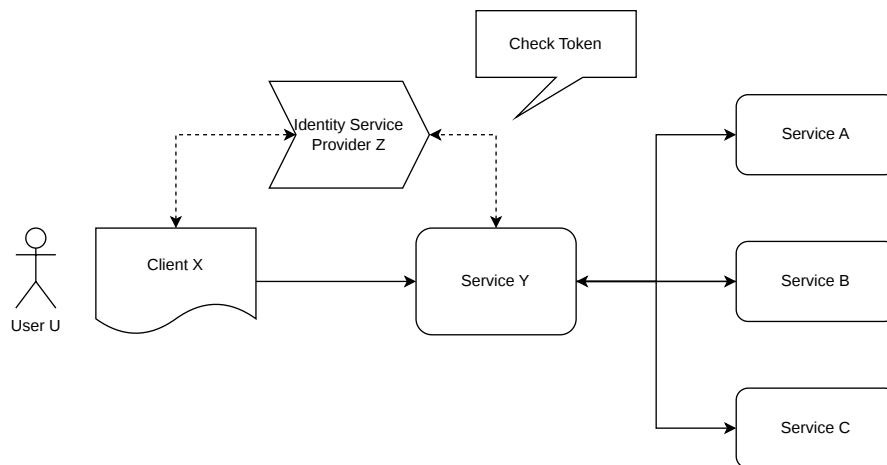 Check Token
Identity Service
Provider Z
Service A
Client X
Service Y
Service B
User U
Service C